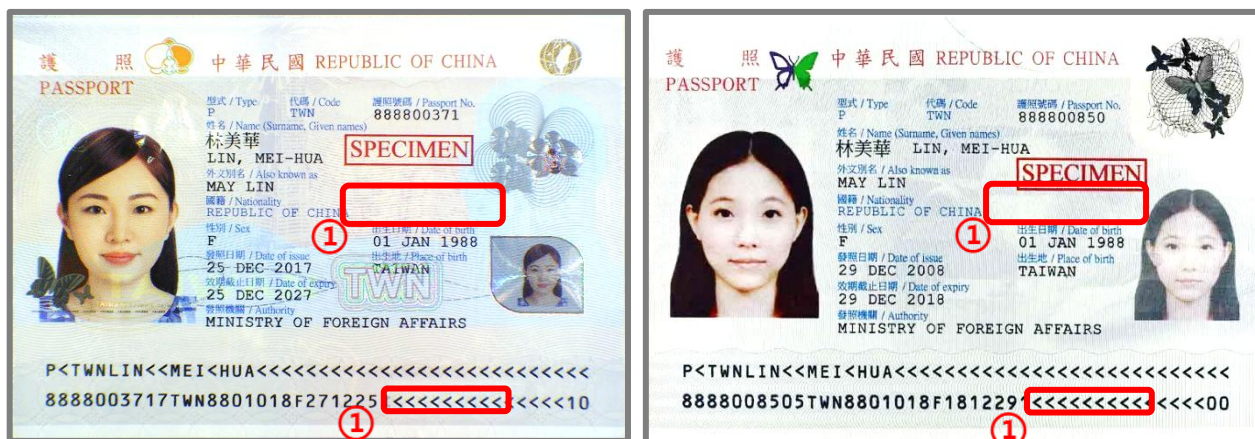 護 照 中華民國 REPUBLIC OF CHINA
PASSPORT
型式 / Type 代碼 / Code 護照號碼 / Passport No.
P TWN 888800371
姓名 / Name (Surname, Given names)
林美華
LIN, MEI-HUA
SPECIMEN
外文別名 / Also known as
MAY LIN
國籍 / Nationality
REPUBLIC OF CHINA
①
性別 / Sex 出生日期 / Date of birth
F 01 JAN 1988
發照日期 / Date of issue 出生地 / Place of birth
25 DEC 2017 TAIWAN
效期截止日期 / Date of expiry
25 DEC 2027
TWN
發照機關 / Authority
MINISTRY OF FOREIGN AFFAIRS
P<TWNLIN<<MEI<HUA<<<<<<<<<<<<<<<<<<<<<<<<<<<
8888003717TWN8801018F271225<<<<<<<<<<<<<<10
①
護 照 中華民國 REPUBLIC OF CHINA
PASSPORT
型式 / Type 代碼 / Code 護照號碼 / Passport No.
P TWN 888800850
姓名 / Name (Surname, Given names)
林美華 LIN, MEI-HUA
外文別名 / Also known as
SPECIMEN
MAY LIN
國籍 / Nationality
REPUBLIC OF CHINA
①
性別 / Sex 出生日期 / Date of birth
F 01 JAN 1988
發照日期 / Date of issue 出生地 / Place of birth
29 DEC 2008 TAIWAN
效期截止日期 / Date of expiry
29 DEC 2018
發照機關 / Authority
MINISTRY OF FOREIGN AFFAIRS
P<TWNLIN<<MEI<HUA<<<<<<<<<<<<<<<<<<<<<<<<<<<
8888008505TWN8801018F181229<<<<<<<<<<<<<<00
①